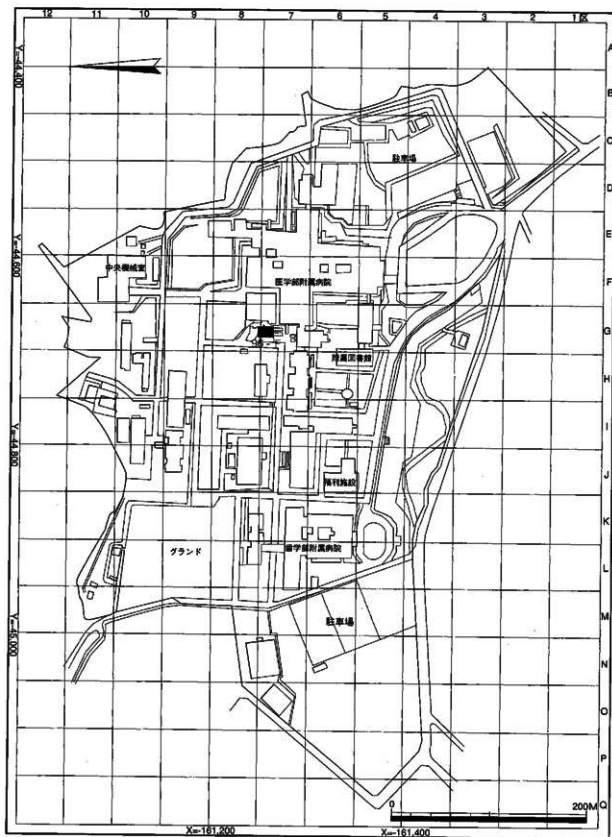 12 11 10 9 8 7 6 5 4 3 2 1区
A
Y=-44,400
B
C
駐車場
D
E
Y=-44,600
中央機械室
医学部附属病院
F
G
附属図書館
H
I
Y=-44,800
J
福利施設
K
グランド
歯学部附属病院
L
M
Y=-45,000
駐車場
N
O
P
0 200M
Q
X=-161,200 X=-161,400